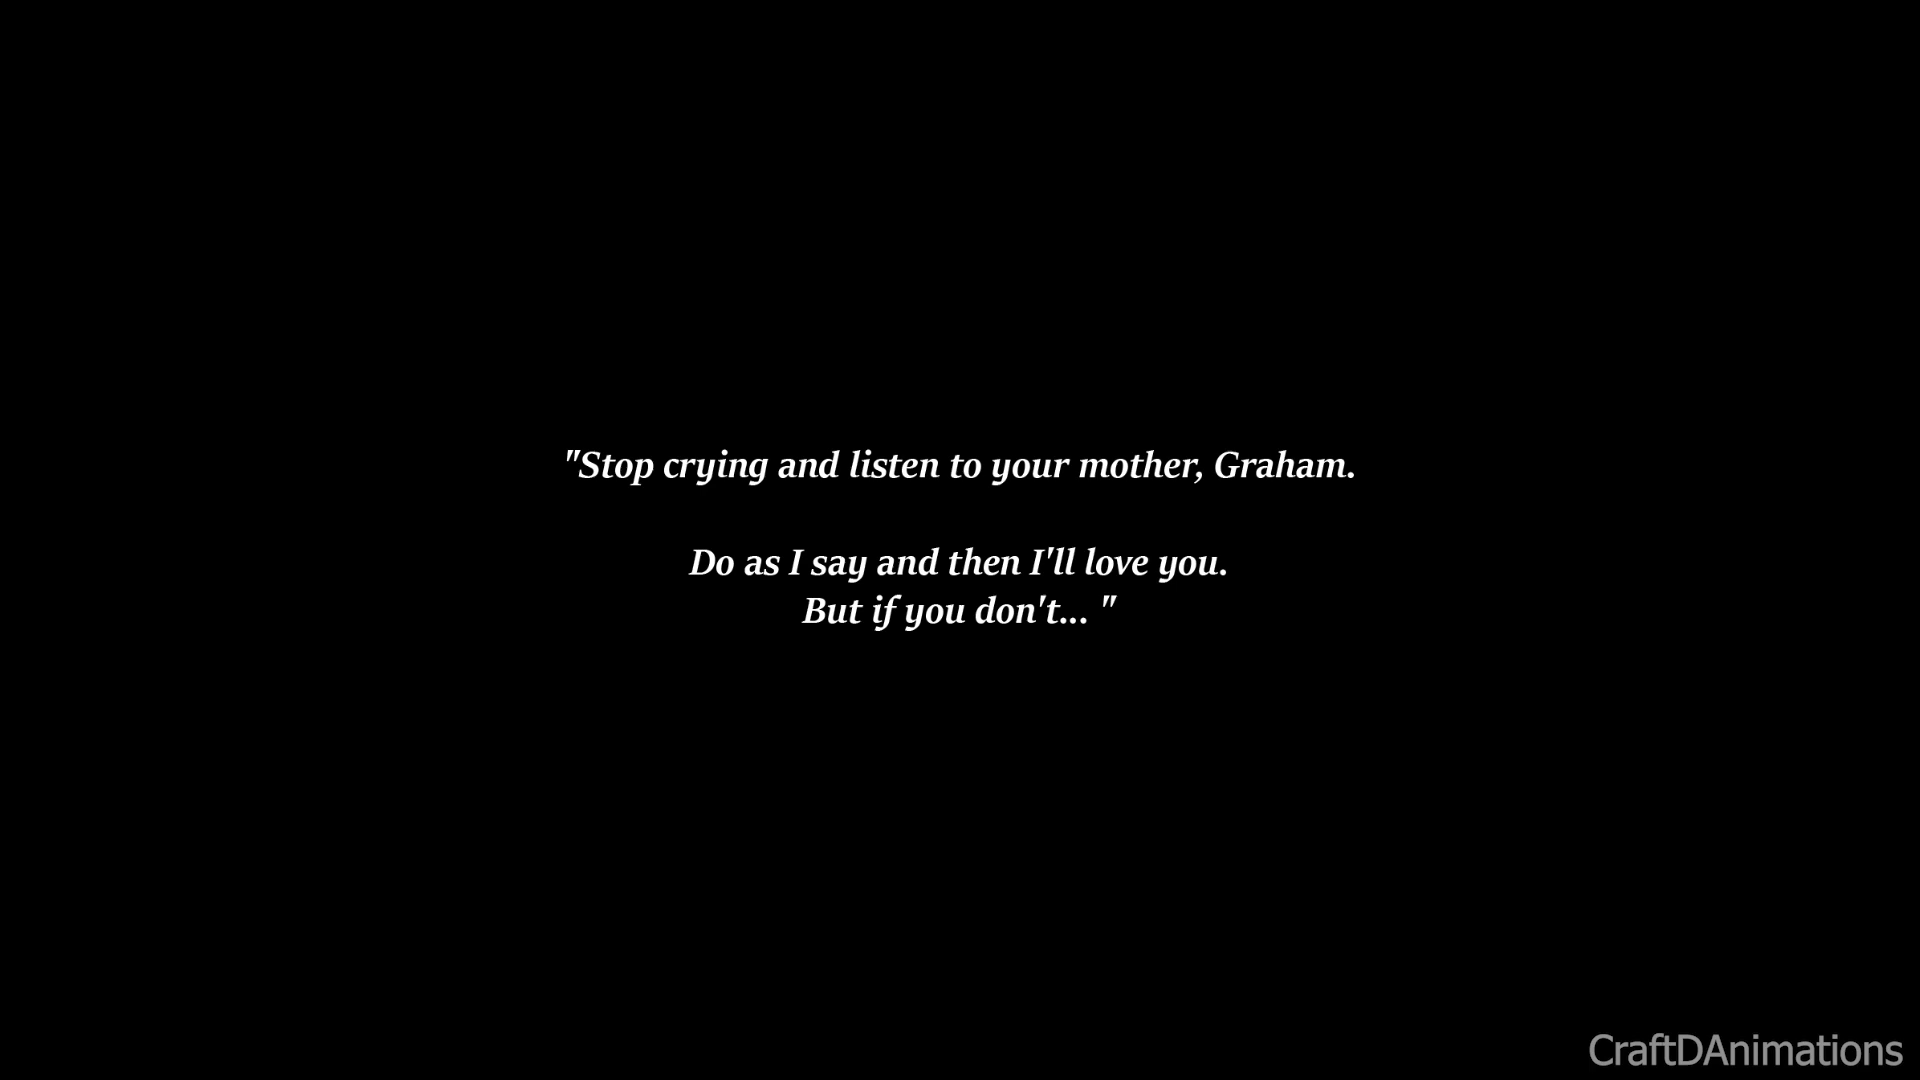 "Stop crying and listen to your mother, Graham.
Do as I say and then I'll love you.
But if you don't... "
CraftDAnimations